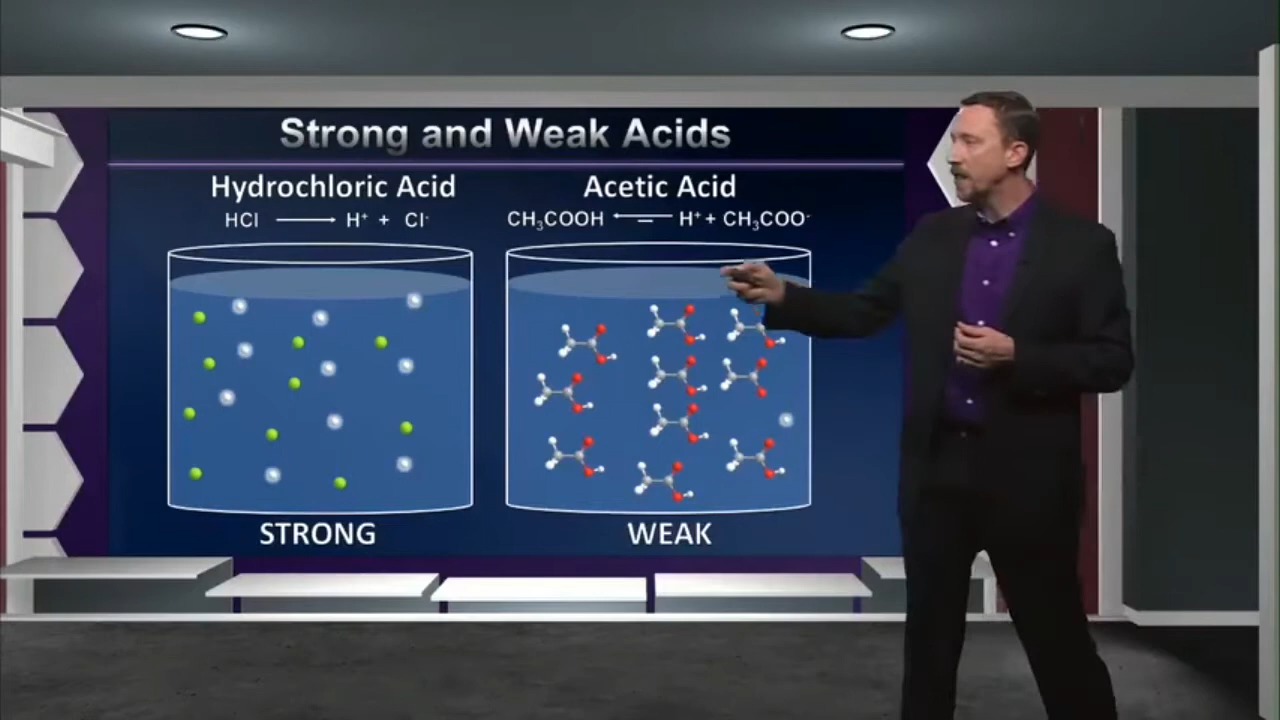 Strong and Weak Acids
Hydrochloric Acid
HCl ⟶ H⁺ + Cl⁻
Acetic Acid
CH₃COOH ⇄ H⁺ + CH₃COO⁻
STRONG
WEAK